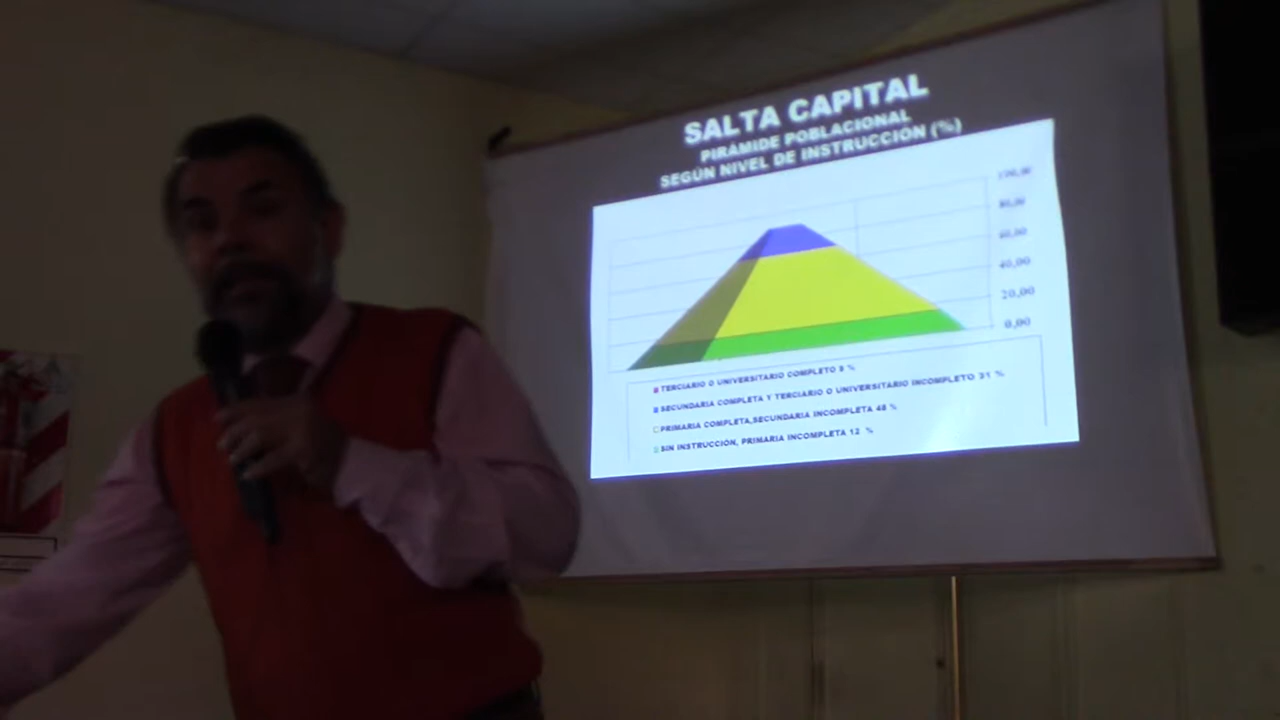 SALTA CAPITAL
PIRÁMIDE POBLACIONAL
SEGÚN NIVEL DE INSTRUCCIÓN (%)
100,00
80,00
60,00
40,00
20,00
0,00
TERCIARIO O UNIVERSITARIO COMPLETO 9 %
SECUNDARIA COMPLETA Y TERCIARIO O UNIVERSITARIO INCOMPLETO 31 %
PRIMARIA COMPLETA,SECUNDARIA INCOMPLETA 48 %
SIN INSTRUCCIÓN, PRIMARIA INCOMPLETA 12 %